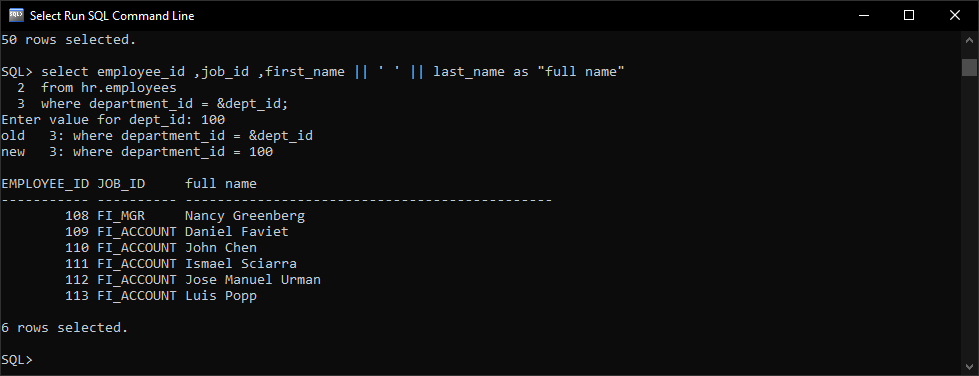 Select Run SQL Command Line
50 rows selected.
SQL> select employee_id ,job_id ,first_name || ' ' || last_name as "full name"
  2  from hr.employees
  3  where department_id = &dept_id;
Enter value for dept_id: 100
old   3: where department_id = &dept_id
new   3: where department_id = 100
EMPLOYEE_ID JOB_ID     full name
----------- ---------- ----------------------------------------------
        108 FI_MGR     Nancy Greenberg
        109 FI_ACCOUNT Daniel Faviet
        110 FI_ACCOUNT John Chen
        111 FI_ACCOUNT Ismael Sciarra
        112 FI_ACCOUNT Jose Manuel Urman
        113 FI_ACCOUNT Luis Popp
6 rows selected.
SQL>